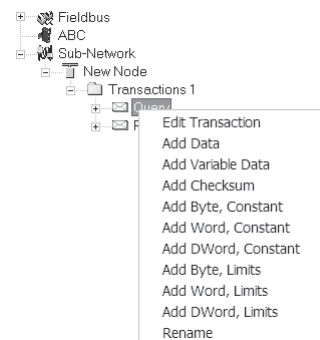 Fieldbus
ABC
Sub-Network
New Node
Transactions 1
Query
Edit Transaction
Add Data
Add Variable Data
Add Checksum
Add Byte, Constant
Add Word, Constant
Add DWord, Constant
Add Byte, Limits
Add Word, Limits
Add DWord, Limits
Rename